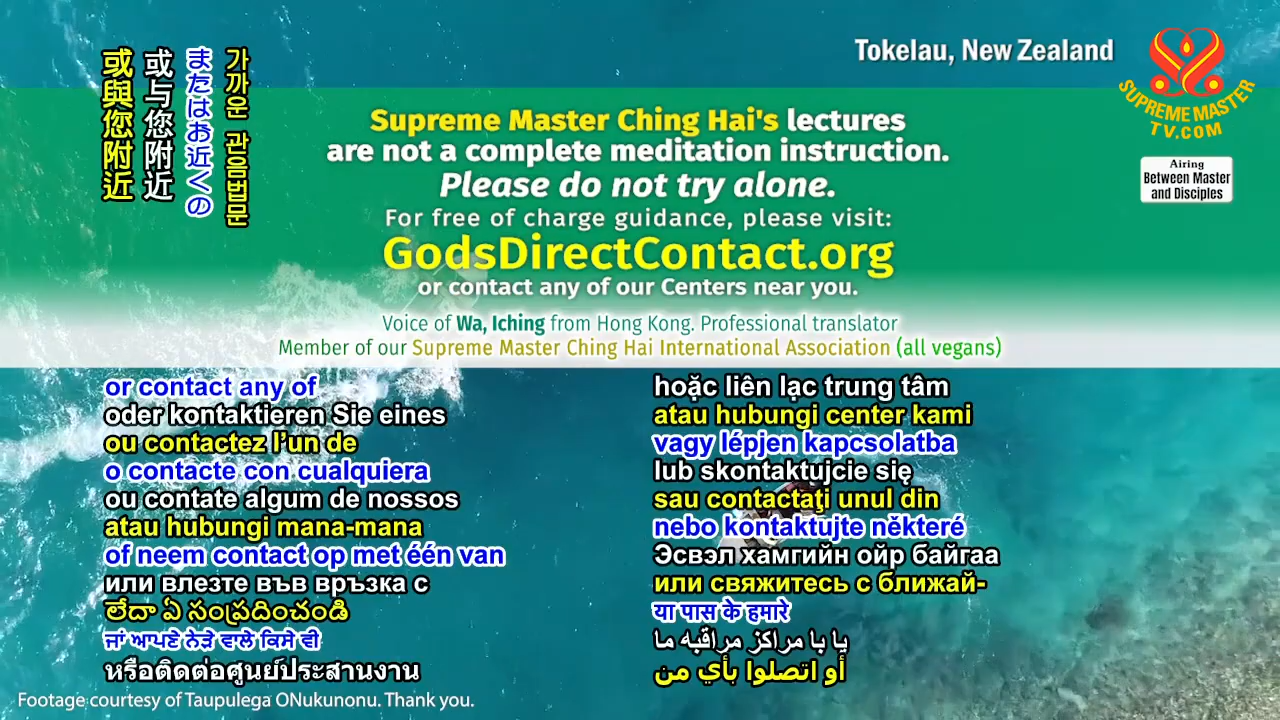 Tokelau, New Zealand
SUPREME MASTER
TV.COM
Airing
Between Master
and Disciples
或與您附近
或与您附近
またはお近くの
가까운 관음법문
Supreme Master Ching Hai's lectures
are not a complete meditation instruction.
Please do not try alone.
For free of charge guidance, please visit:
GodsDirectContact.org
or contact any of our Centers near you.
Voice of Wa, Iching from Hong Kong. Professional translator
Member of our Supreme Master Ching Hai International Association (all vegans)
or contact any of
oder kontaktieren Sie eines
ou contactez l’un de
o contacte con cualquiera
ou contate algum de nossos
atau hubungi mana-mana
of neem contact op met één van
или влезте във връзка с
లేదా ఏ సంప్రదించండి
ਜਾਂ ਆਪਣੇ ਨੇੜੇ ਵਾਲੇ ਕਿਸੇ ਵੀ
หรือติดต่อศูนย์ประสานงาน
hoặc liên lạc trung tâm
atau hubungi center kami
vagy lépjen kapcsolatba
lub skontaktujcie się
sau contactaţi unul din
nebo kontaktujte některé
Эсвэл хамгийн ойр байгаа
или свяжитесь с ближай-
या पास के हमारे
یا با مراکز مراقبه ما
أو اتصلوا بأي من
Footage courtesy of Taupulega ONukunonu. Thank you.